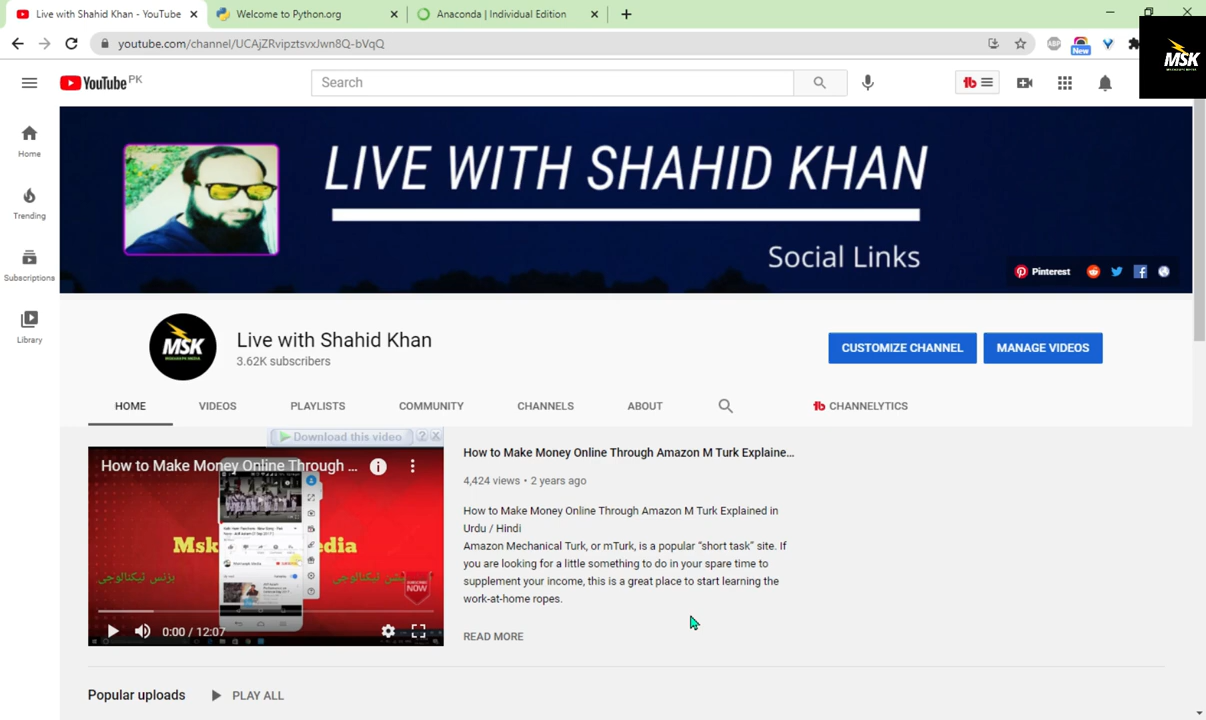 Live with Shahid Khan - YouTube
Welcome to Python.org
Anaconda | Individual Edition
youtube.com/channel/UCAjZRvipztsvxJwn8Q-bVqQ
ABP
New
MSK
YouTube PK
Search
Home
Trending
Subscriptions
Library
LIVE WITH SHAHID KHAN
Social Links
Pinterest
MSK
Live with Shahid Khan
3.62K subscribers
CUSTOMIZE CHANNEL
MANAGE VIDEOS
HOME
VIDEOS
PLAYLISTS
COMMUNITY
CHANNELS
ABOUT
CHANNELYTICS
Download this video
How to Make Money Online Through ...
SUBSCRIBE NOW
0:00 / 12:07
How to Make Money Online Through Amazon M Turk Explaine...
4,424 views • 2 years ago
How to Make Money Online Through Amazon M Turk Explained in
Urdu / Hindi
Amazon Mechanical Turk, or mTurk, is a popular “short task” site. If
you are looking for a little something to do in your spare time to
supplement your income, this is a great place to start learning the
work-at-home ropes.
READ MORE
Popular uploads
PLAY ALL